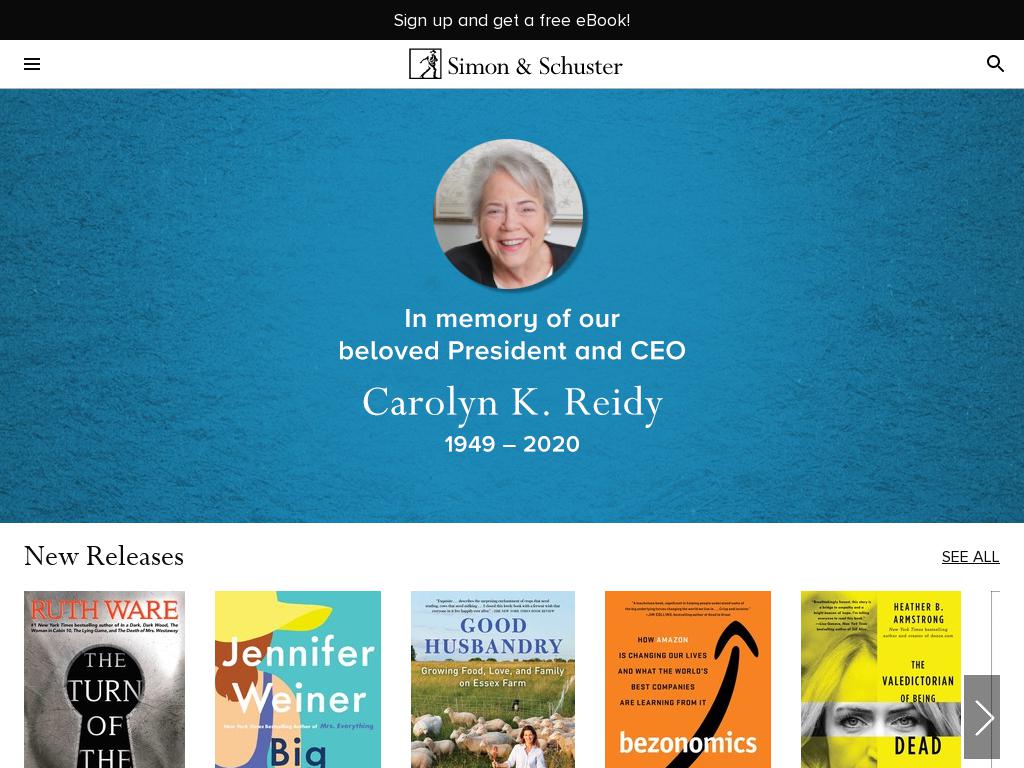 Sign up and get a free eBook!
Simon & Schuster
In memory of our
beloved President and CEO
Carolyn K. Reidy
1949 – 2020
New Releases
SEE ALL
RUTH WARE
#1 New York Times bestselling author of In a Dark, Dark Wood, The
Woman in Cabin 10, The Lying Game, and The Death of Mrs. Westaway
THE
TURN
OF
THE
Jennifer
Weiner
New York Times Bestselling Author of Mrs. Everything
Big
GOOD
HUSBANDRY
Growing Food, Love, and Family
on Essex Farm
HOW AMAZON
IS CHANGING OUR LIVES
AND WHAT THE WORLD'S
BEST COMPANIES
ARE LEARNING FROM IT
bezonomics
HEATHER B.
ARMSTRONG
New York Times bestselling
author and creator of dooce.com
THE
VALEDICTORIAN
OF BEING
DEAD